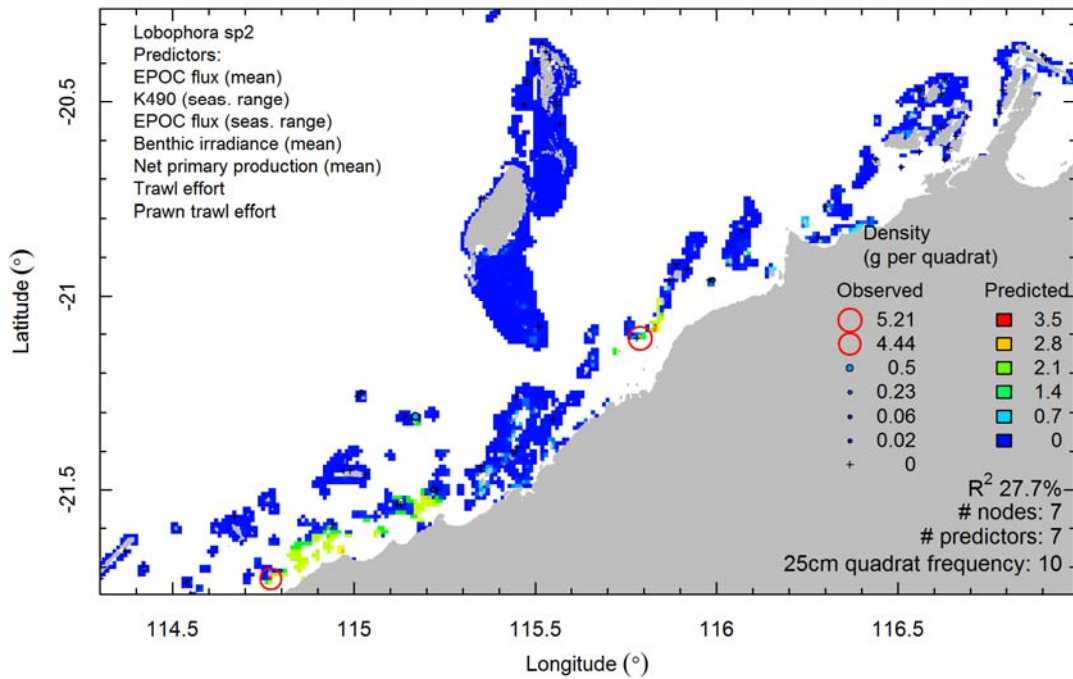 Lobophora sp2
Predictors:
EPOC flux (mean)
K490 (seas. range)
EPOC flux (seas. range)
Benthic irradiance (mean)
Net primary production (mean)
Trawl effort
Prawn trawl effort
-20.5
-21
-21.5
Latitude (°)
Density
(g per quadrat)
Observed Predicted
5.21 3.5
4.44 2.8
0.5 2.1
0.23 1.4
0.06 0.7
0.02 0
0
R² 27.7%
# nodes: 7
# predictors: 7
25cm quadrat frequency: 10
114.5 115 115.5 116 116.5
Longitude (°)